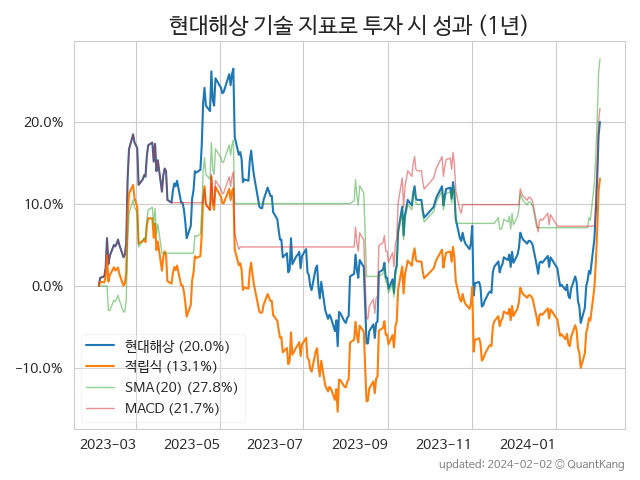 현대해상 기술 지표로 투자 시 성과 (1년)
20.0%
10.0%
0.0%
−10.0%
현대해상 (20.0%)
적립식 (13.1%)
SMA(20) (27.8%)
MACD (21.7%)
2023-03 2023-05 2023-07 2023-09 2023-11 2024-01
updated: 2024-02-02 © QuantKang